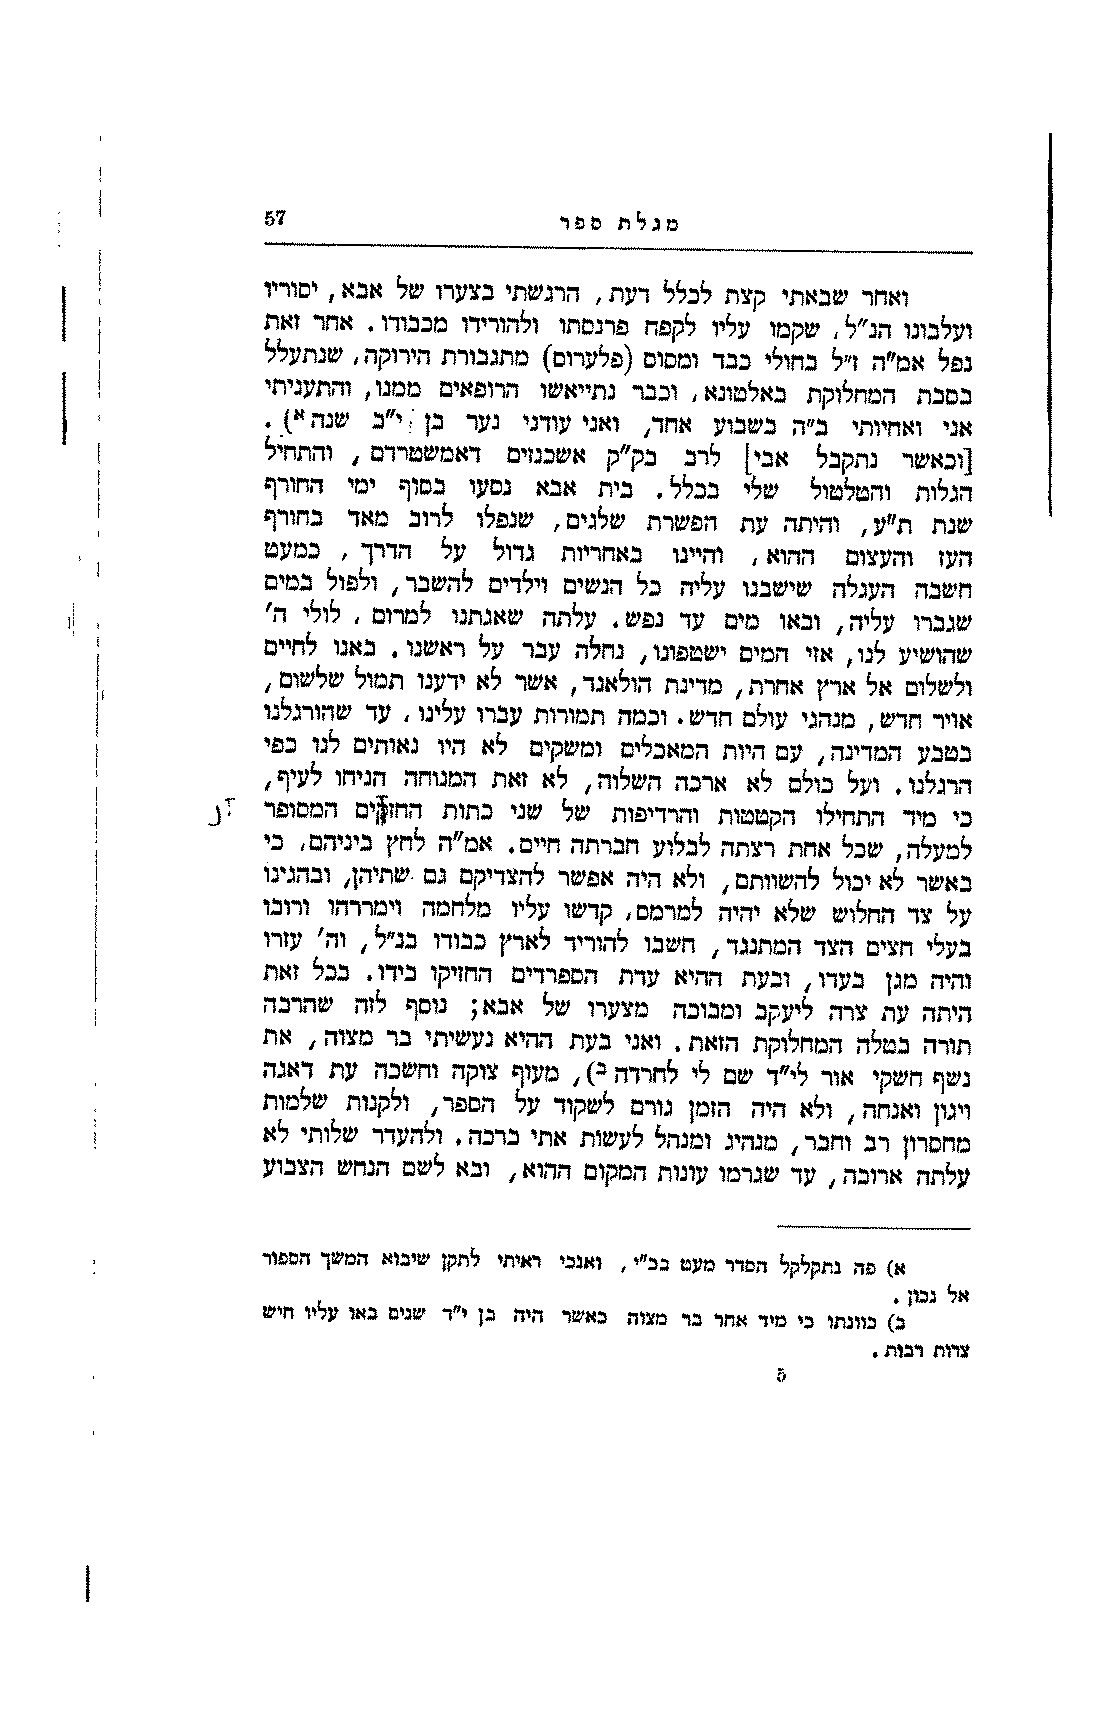 מגלת ספר 57
ואחר שבאתי קצת לכלל דעת, הרגשתי בצערו של אבא, יסוריו
ועלבונו הנ"ל, שקמו עליו לקפח פרנסתו ולהורידו מכבודו. אחר זאת
נפל אמ"ה ז"ל בחולי כבד ומסום (פלערום) מתגבורת הירוקה, שנתעלל
בסבת המחלוקת באלטונא, וכבר נתייאשו הרופאים ממנו, והתעניתי
אני ואחיותי ב"ה בשבוע אחד, ואני עודני נער בן י"ב שנה א).
[וכאשר נתקבל אבי] לרב בק"ק אשכנזים דאמשטרדם, והתחיל
הגלות והטלטול שלי בכלל. בית אבא נסעו בסוף ימי החורף
שנת ת"ע, והיתה עת הפשרת שלגים, שנפלו לרוב מאד בחורף
העז והעצום ההוא, והיינו באחריות גדול על הדרך, כמעט
חשבה העגלה שישבנו עליה כל הנשים וילדים להשבר, ולפול במים
שגברו עליה, ובאו מים עד נפש. עלתה שאגתנו למרום, לולי ה'
שהושיע לנו, אזי המים ישטפונו, נחלה עבר על ראשנו. באנו לחיים
ולשלום אל ארץ אחרת, מדינת הולאנד, אשר לא ידענו תמול שלשום,
אויר חדש, מנהגי עולם חדש. וכמה תמורות עברו עלינו, עד שהורגלנו
בטבע המדינה, עם היות המאכלים ומשקים לא היו נאותים לנו כפי
הרגלנו. ועל כולם לא ארכה השלוה, לא זאת המנוחה הניחו לעיף,
כי מיד התחילו הקטטות והרדיפות של שני כתות החזנים המסופר
למעלה, שכל אחת רצתה לבלוע חברתה חיים. אמ"ה לחץ ביניהם, כי
באשר לא יכול להשוותם, ולא היה אפשר להצדיקם גם שתיהן, ובהגינו
על צד החלוש שלא יהיה למרמס, קדשו עליו מלחמה וימררהו ורובו
בעלי חצים הצד המתנגד, חשבו להוריד לארץ כבודו כנ"ל, וה' עזרו
והיה מגן בעדו, ובעת ההיא עדת הספרדים החזיקו בידו. בכל זאת
היתה עת צרה ליעקב ומבוכה מצערו של אבא; נוסף לזה שהרבה
תורה בטלה המחלוקת הזאת. ואני בעת ההיא נעשיתי בר מצוה, את
נשף חשקי אור לי"ד שם לי לחרדה ב), מעוף צוקה וחשכה עת דאגה
ויגון ואנחה, ולא היה הזמן גורם לשקוד על הספר, ולקנות שלמות
מחסרון רב וחבר, מנהיג ומנהל לעשות אתי ברכה. ולהעדר שלותי לא
עלתה ארוכה, עד שגרמו עונות המקום ההוא, ובא לשם הנחש הצבוע
א) פה נתקלקל הסדר מעט בכ"י, ואנכי ראיתי לתקן שיבוא המשך הספור
אל נכון.
ב) כוונתו כי מיד אחר בר מצוה כאשר היה בן י"ד שנים באו עליו חיש
צרות רבות.
5